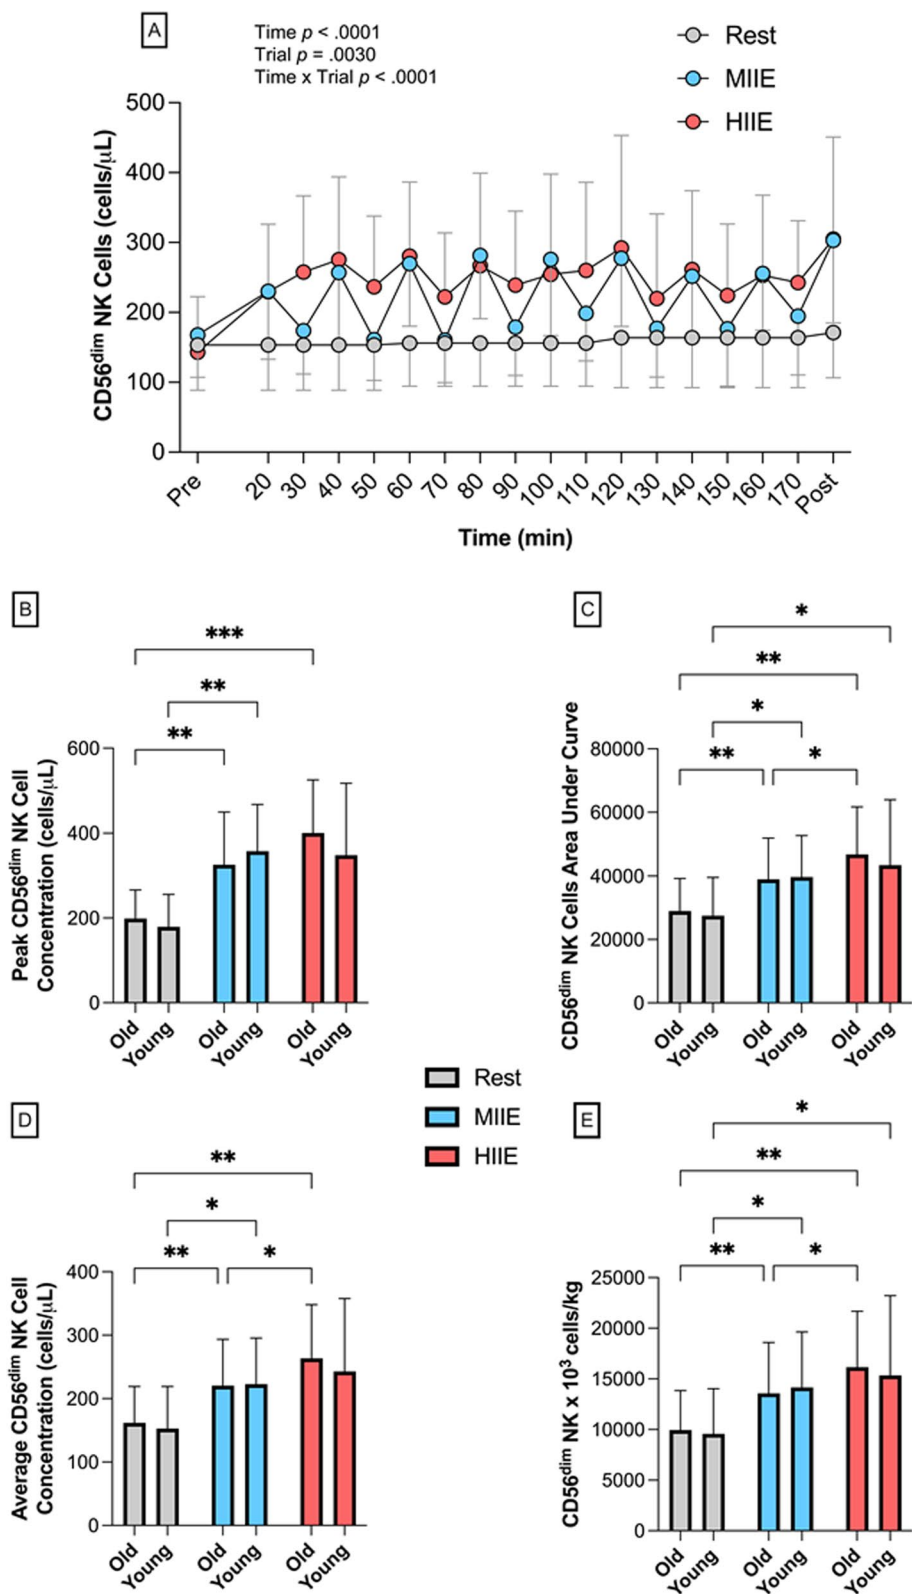 A
Time p < .0001
Trial p = .0030
Time x Trial p < .0001
Rest
MIIE
HIIE
CD56dim NK Cells (cells/μL)
500
400
300
200
100
0
Pre
20
30
40
50
60
70
80
90
100
110
120
130
140
150
160
170
Post
Time (min)
B
***
**
**
Peak CD56dim NK Cell
Concentration (cells/μL)
600
400
200
0
Old
Young
Old
Young
Old
Young
C
*
**
*
**
*
CD56dim NK Cells Area Under Curve
80000
60000
40000
20000
0
Old
Young
Old
Young
Old
Young
Rest
MIIE
HIIE
D
**
*
**
*
Average CD56dim NK Cell
Concentration (cells/μL)
400
300
200
100
0
Old
Young
Old
Young
Old
Young
E
*
**
*
**
*
CD56dim NK x 10³ cells/kg
25000
20000
15000
10000
5000
0
Old
Young
Old
Young
Old
Young